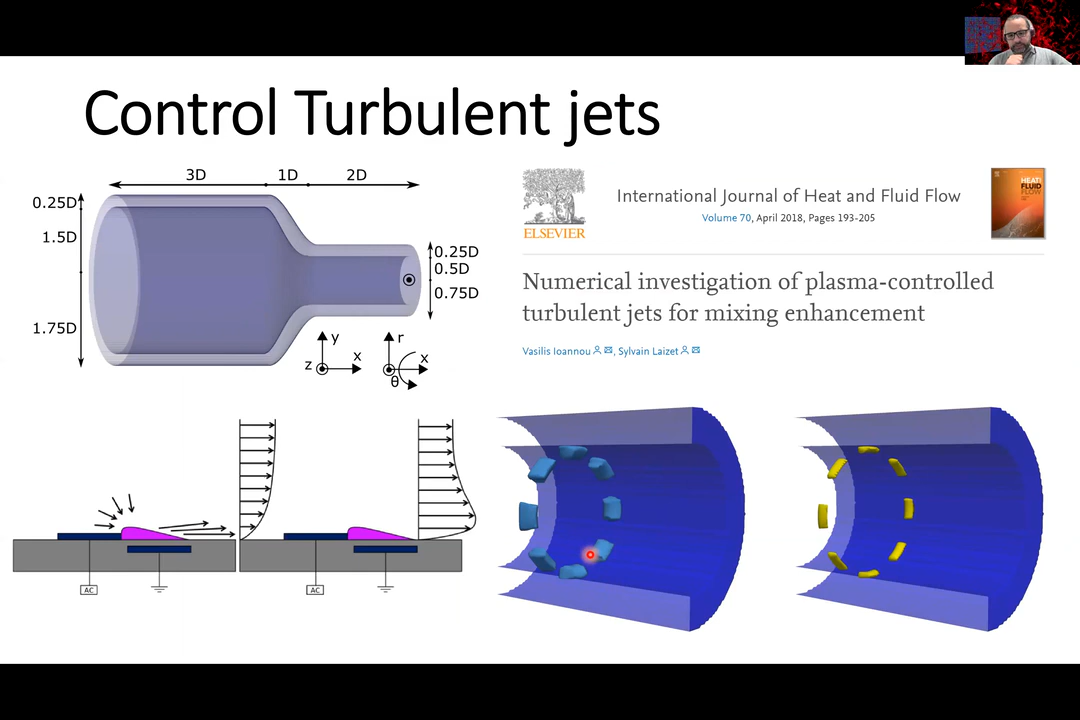 Control Turbulent jets
3D 1D 2D
0.25D
1.5D
1.75D
0.25D
0.5D
0.75D
y
x
z
r
x
θ
ELSEVIER
International Journal of Heat and Fluid Flow
Volume 70, April 2018, Pages 193-205
Numerical investigation of plasma-controlled
turbulent jets for mixing enhancement
Vasilis Ioannou, Sylvain Laizet
AC
AC